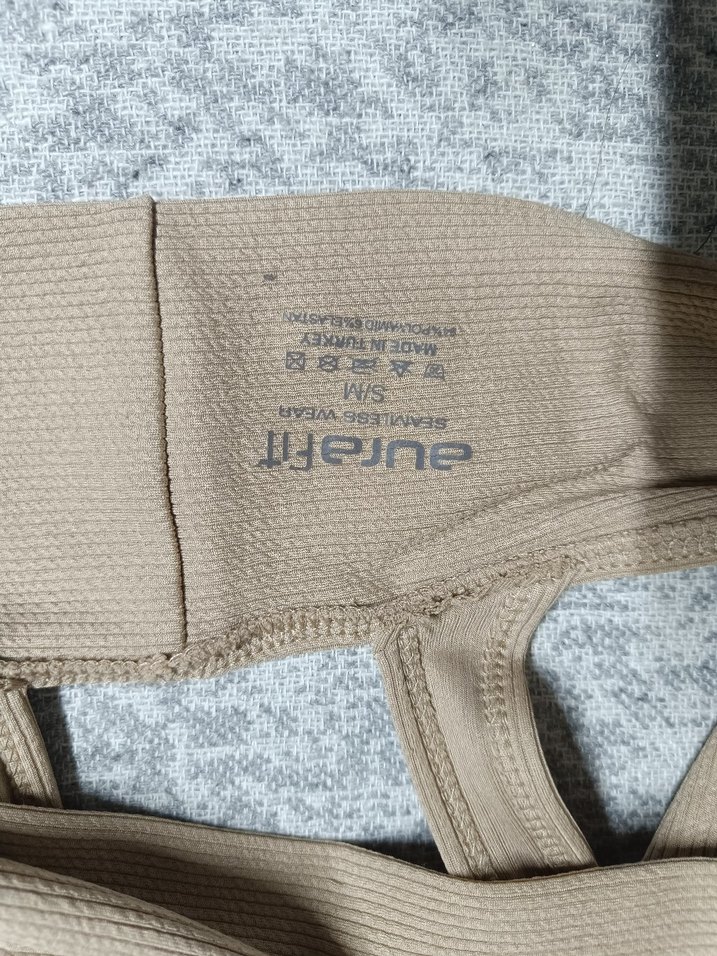 aurafit
SEAMLESS WEAR
S/M
MADE IN TURKEY
94%POLYAMID 6%ELASTAN